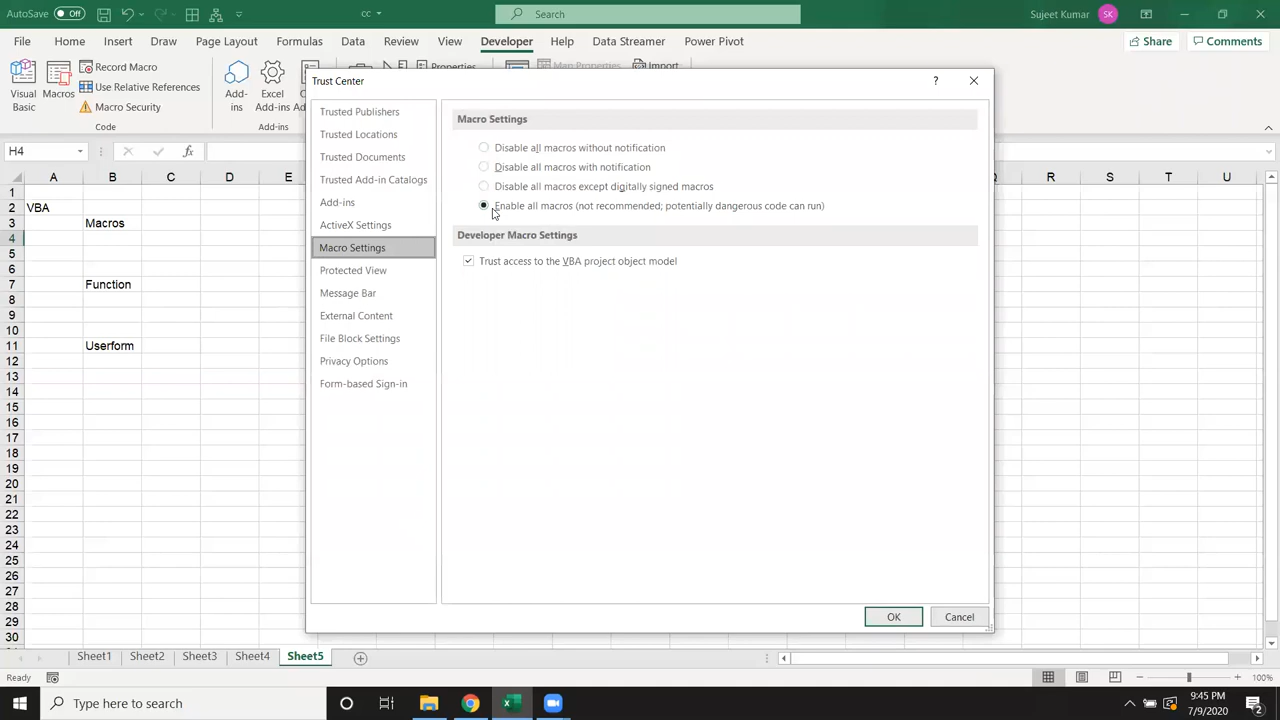 AutoSave Off cc Search Sujeet Kumar SK
File Home Insert Draw Page Layout Formulas Data Review View Developer Help Data Streamer Power Pivot Share Comments
Visual Basic
Macros
Record Macro
Use Relative References
Macro Security
Code
Add-ins
Excel Add-ins
Add-ins
Properties
Map Properties
Import
Trust Center
Trusted Publishers
Trusted Locations
Trusted Documents
Trusted Add-in Catalogs
Add-ins
ActiveX Settings
Macro Settings
Protected View
Message Bar
External Content
File Block Settings
Privacy Options
Form-based Sign-in
Macro Settings
Disable all macros without notification
Disable all macros with notification
Disable all macros except digitally signed macros
Enable all macros (not recommended; potentially dangerous code can run)
Developer Macro Settings
Trust access to the VBA project object model
OK Cancel
H4 fx
A B C D E R S T U
1
2 VBA
3 Macros
4
5
6
7 Function
8
9
10
11 Userform
12
13
14
15
16
17
18
19
20
21
22
23
24
25
26
27
28
29
30
Sheet1 Sheet2 Sheet3 Sheet4 Sheet5
Ready 100%
Type here to search
9:45 PM
7/9/2020
2